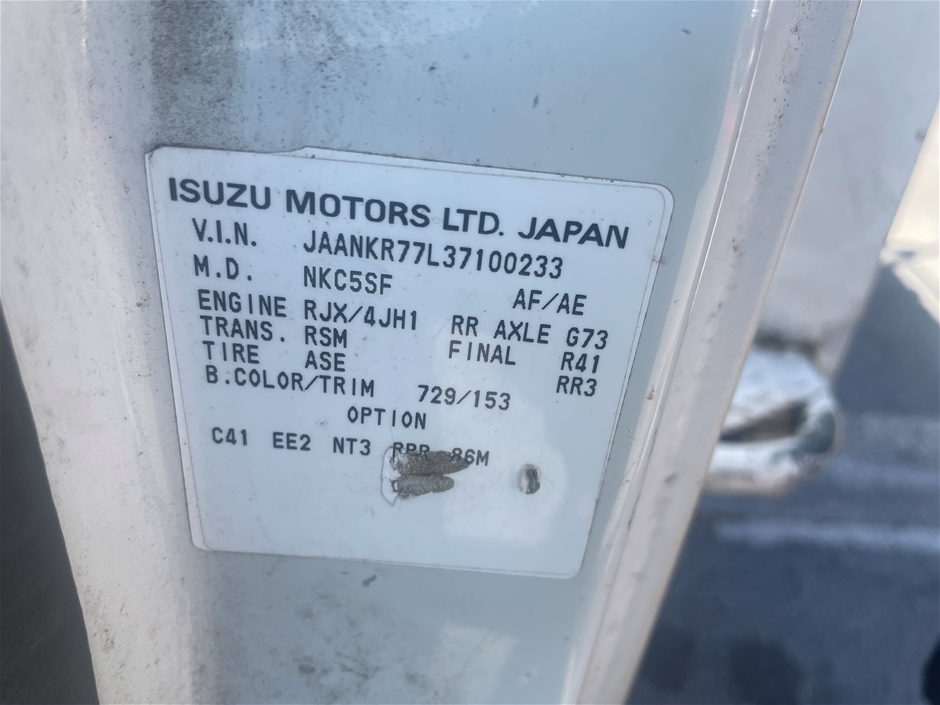 ISUZU MOTORS LTD. JAPAN
V.I.N. JAANKR77L37100233
M.D. NKC5SF AF/AE
ENGINE RJX/4JH1 RR AXLE G73
TRANS. RSM FINAL R41
TIRE ASE RR3
B.COLOR/TRIM 729/153
OPTION
C41 EE2 NT3 86M